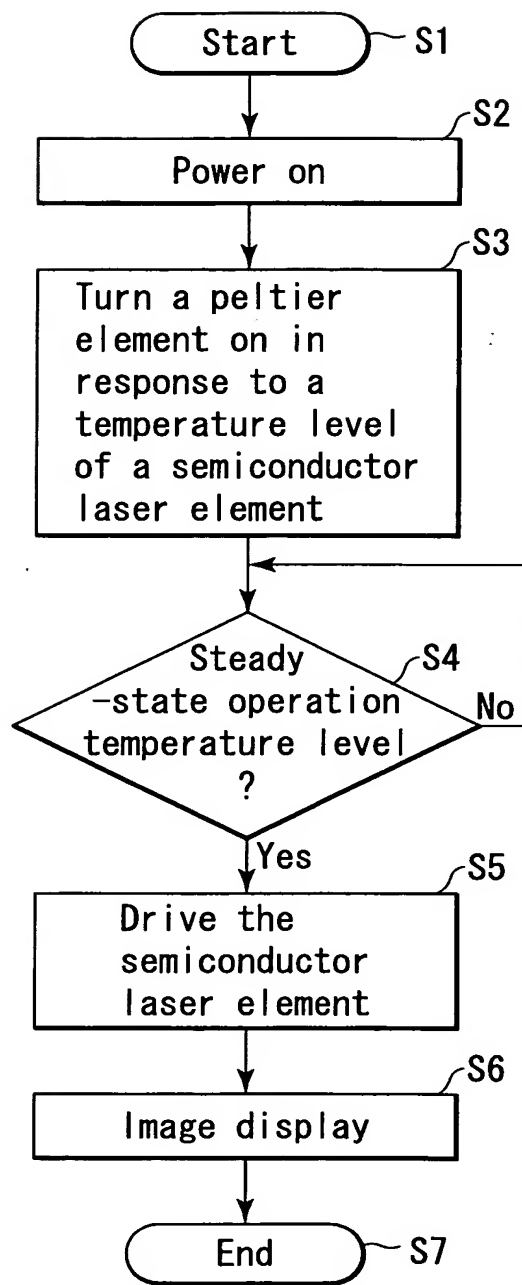 Start
S1
S2
Power on
S3
Turn a peltier
element on in
response to a
temperature level
of a semiconductor
laser element
S4
Steady
-state operation
temperature level
?
No
Yes
S5
Drive the
semiconductor
laser element
S6
Image display
End
S7